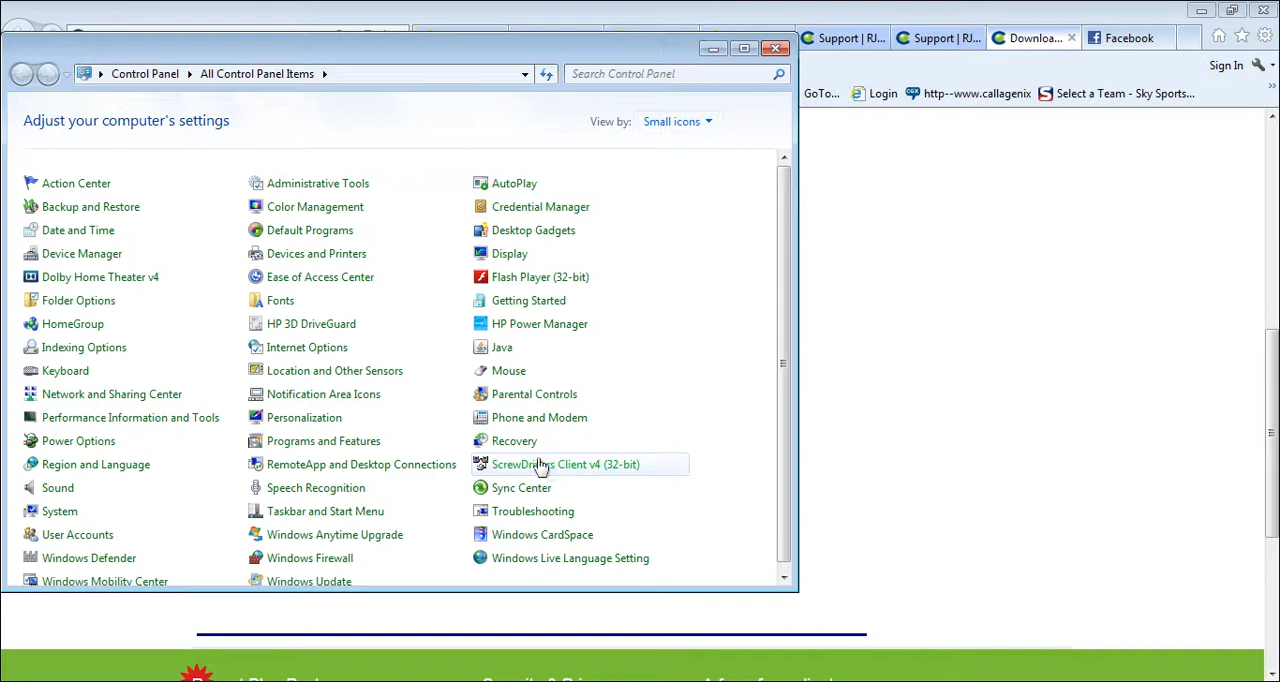 Support | RJ...
Support | RJ...
Downloa...
Facebook
Sign In
Control Panel
All Control Panel Items
Search Control Panel
GoTo...
Login
http--www.callagenix
Select a Team - Sky Sports...
Adjust your computer's settings
View by:
Small icons
Action Center
Administrative Tools
AutoPlay
Backup and Restore
Color Management
Credential Manager
Date and Time
Default Programs
Desktop Gadgets
Device Manager
Devices and Printers
Display
Dolby Home Theater v4
Ease of Access Center
Flash Player (32-bit)
Folder Options
Fonts
Getting Started
HomeGroup
HP 3D DriveGuard
HP Power Manager
Indexing Options
Internet Options
Java
Keyboard
Location and Other Sensors
Mouse
Network and Sharing Center
Notification Area Icons
Parental Controls
Performance Information and Tools
Personalization
Phone and Modem
Power Options
Programs and Features
Recovery
Region and Language
RemoteApp and Desktop Connections
ScrewDrivers Client v4 (32-bit)
Sound
Speech Recognition
Sync Center
System
Taskbar and Start Menu
Troubleshooting
User Accounts
Windows Anytime Upgrade
Windows CardSpace
Windows Defender
Windows Firewall
Windows Live Language Setting
Windows Mobility Center
Windows Update